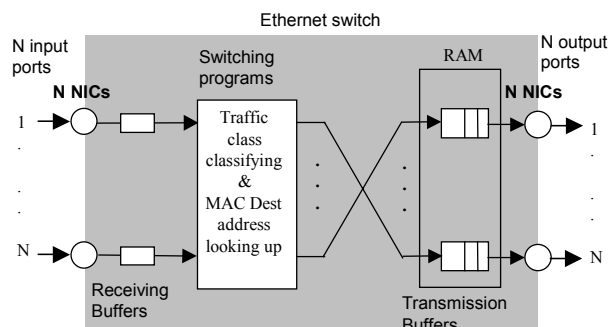 Ethernet switch
N input
ports
N NICs
Switching
programs
RAM
N output
ports
N NICs
1
.
.
.
N
Traffic
class
classifying
&
MAC Dest
address
looking up
.
.
.
.
.
.
1
.
.
.
N
Receiving
Buffers
Transmission
Buffers